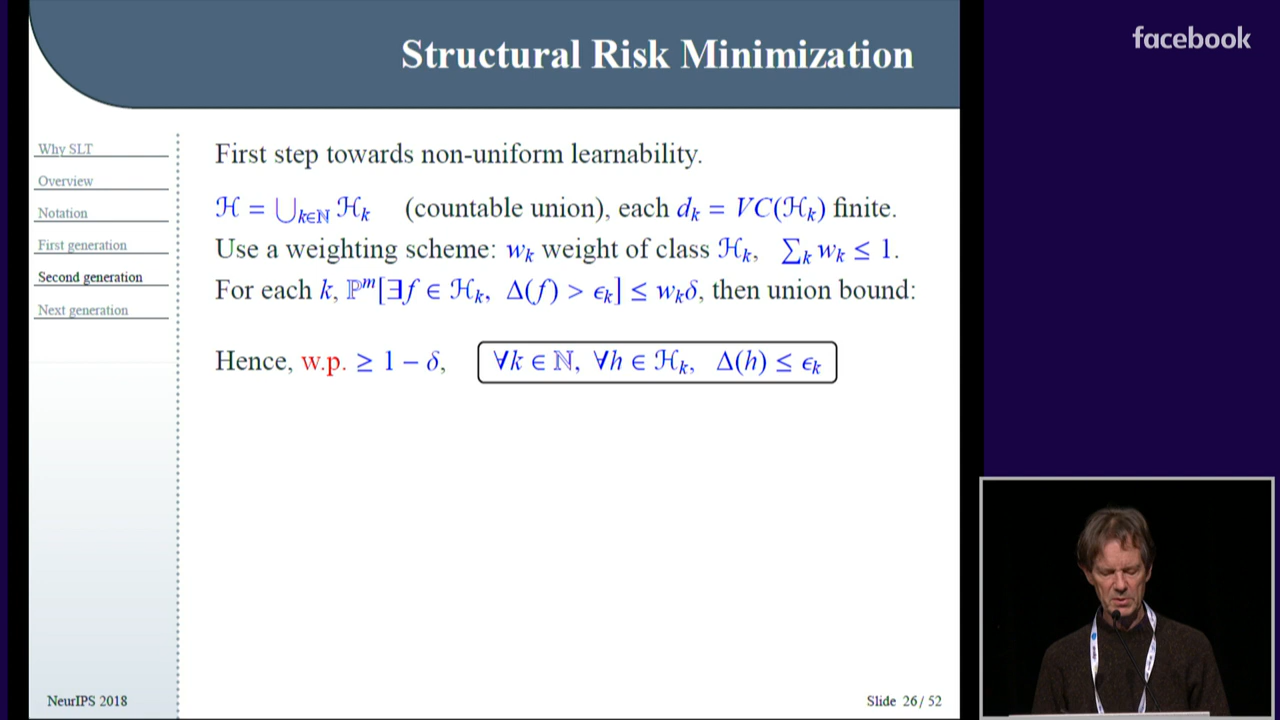 Structural Risk Minimization
facebook
Why SLT
Overview
Notation
First generation
Second generation
Next generation
First step towards non-uniform learnability.
ℋ = ⋃k∈ℕ ℋk (countable union), each dk = VC(ℋk) finite.
Use a weighting scheme: wk weight of class ℋk, ∑k wk ≤ 1.
For each k, ℙm[∃f ∈ ℋk, Δ(f) > ϵk] ≤ wkδ, then union bound:
Hence, w.p. ≥ 1 − δ, ∀k ∈ ℕ, ∀h ∈ ℋk, Δ(h) ≤ ϵk
NeurIPS 2018
Slide 26/52